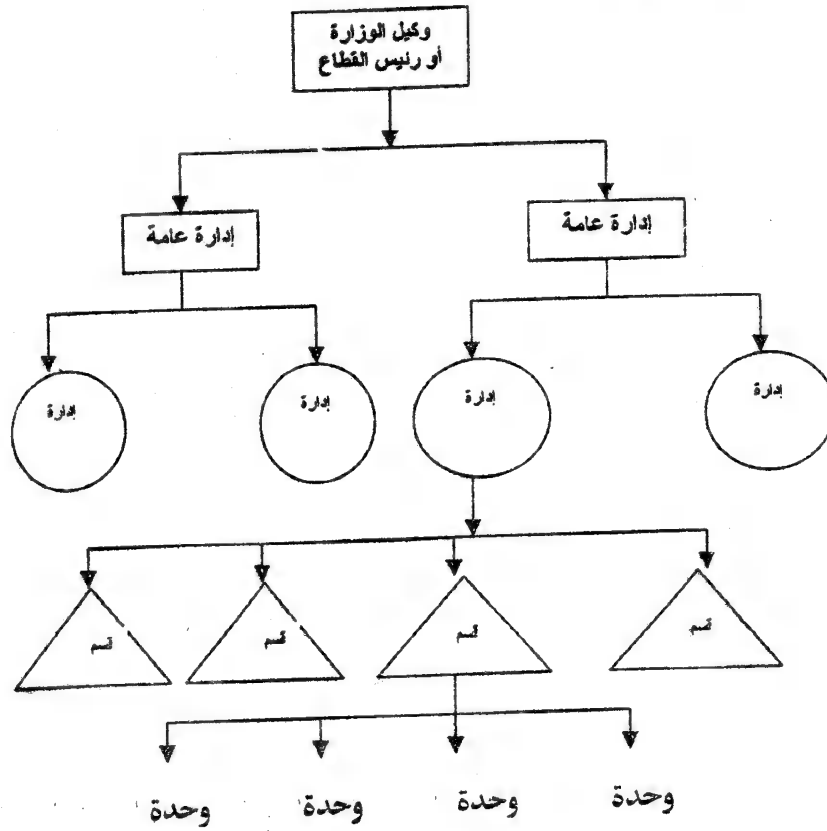 وكيل الوزارة
أو رئيس القطاع
إدارة عامة
إدارة عامة
إدارة
إدارة
إدارة
إدارة
قسم
قسم
قسم
قسم
وحدة
وحدة
وحدة
وحدة